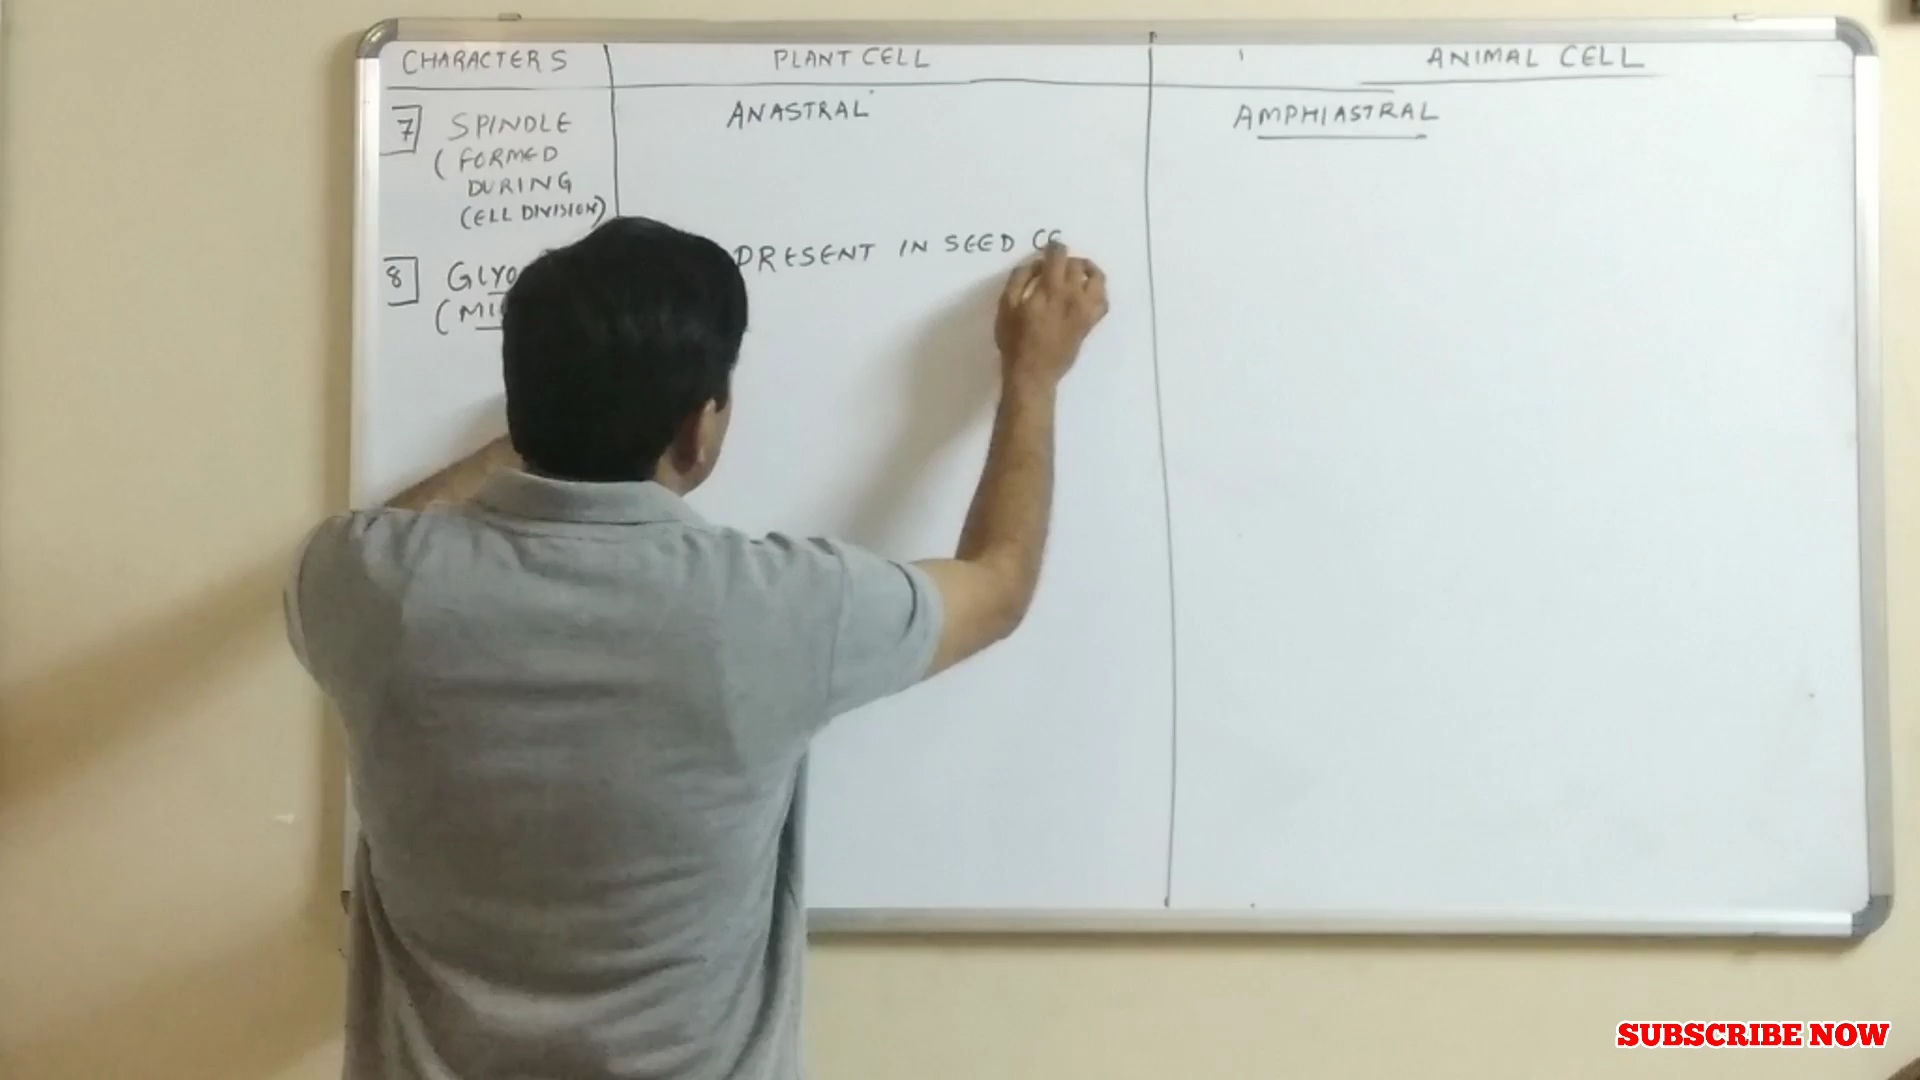 CHARACTERS PLANT CELL ANIMAL CELL
7 SPINDLE ANASTRAL AMPHIASTRAL
(FORMED
DURING
CELL DIVISION)
8 PRESENT IN SEED
SUBSCRIBE NOW